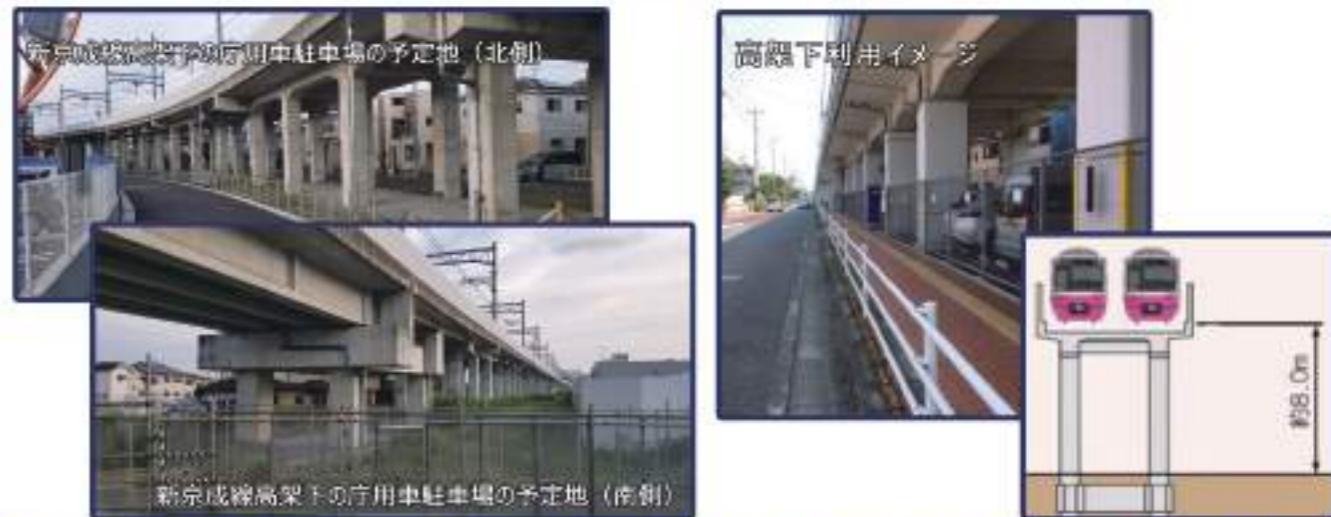 新京成線高架下の庁用車駐車場の予定地（北側）
高架下利用イメージ
新京成線高架下の庁用車駐車場の予定地（南側）
約8.0m